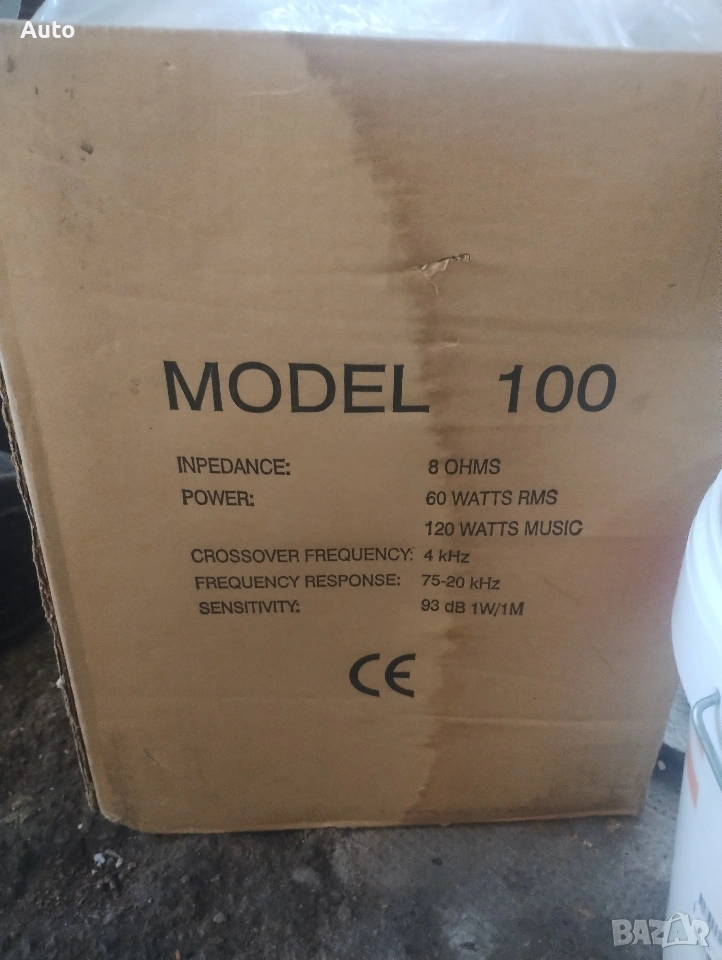 Auto
MODEL 100
INPEDANCE: 8 OHMS
POWER: 60 WATTS RMS
120 WATTS MUSIC
CROSSOVER FREQUENCY: 4 kHz
FREQUENCY RESPONSE: 75-20 kHz
SENSITIVITY: 93 dB 1W/1M
CE
BAZAR